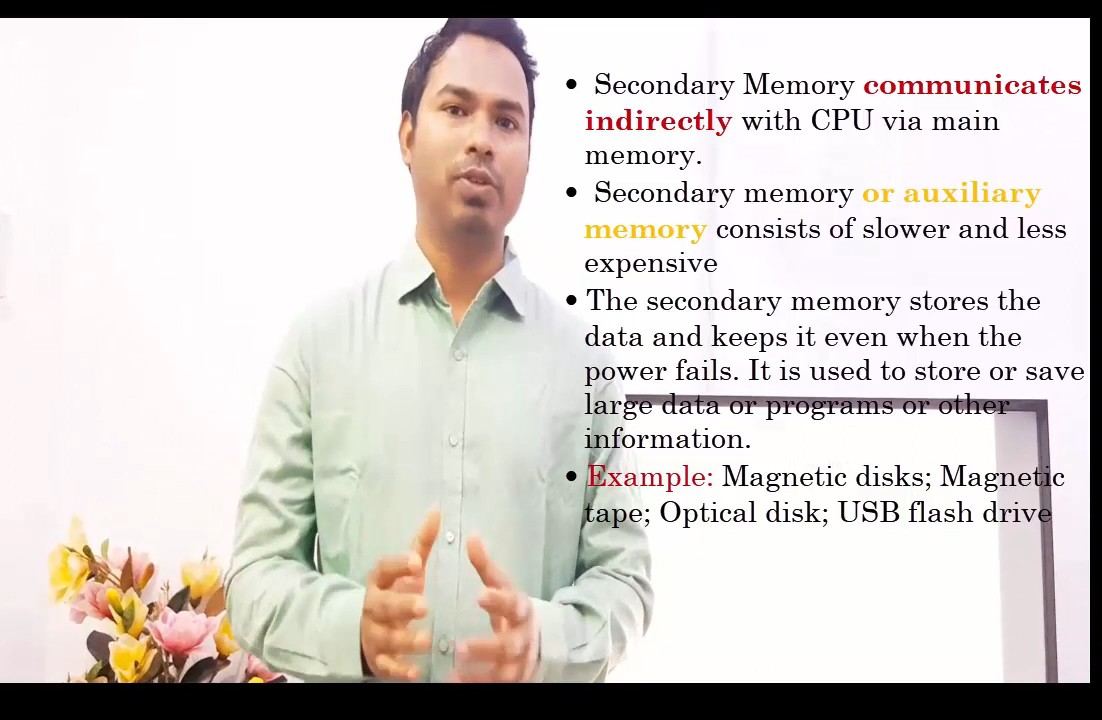 • Secondary Memory communicates
indirectly with CPU via main
memory.
• Secondary memory or auxiliary
memory consists of slower and less
expensive
• The secondary memory stores the
data and keeps it even when the
power fails. It is used to store or save
large data or programs or other
information.
• Example: Magnetic disks; Magnetic
tape; Optical disk; USB flash drive